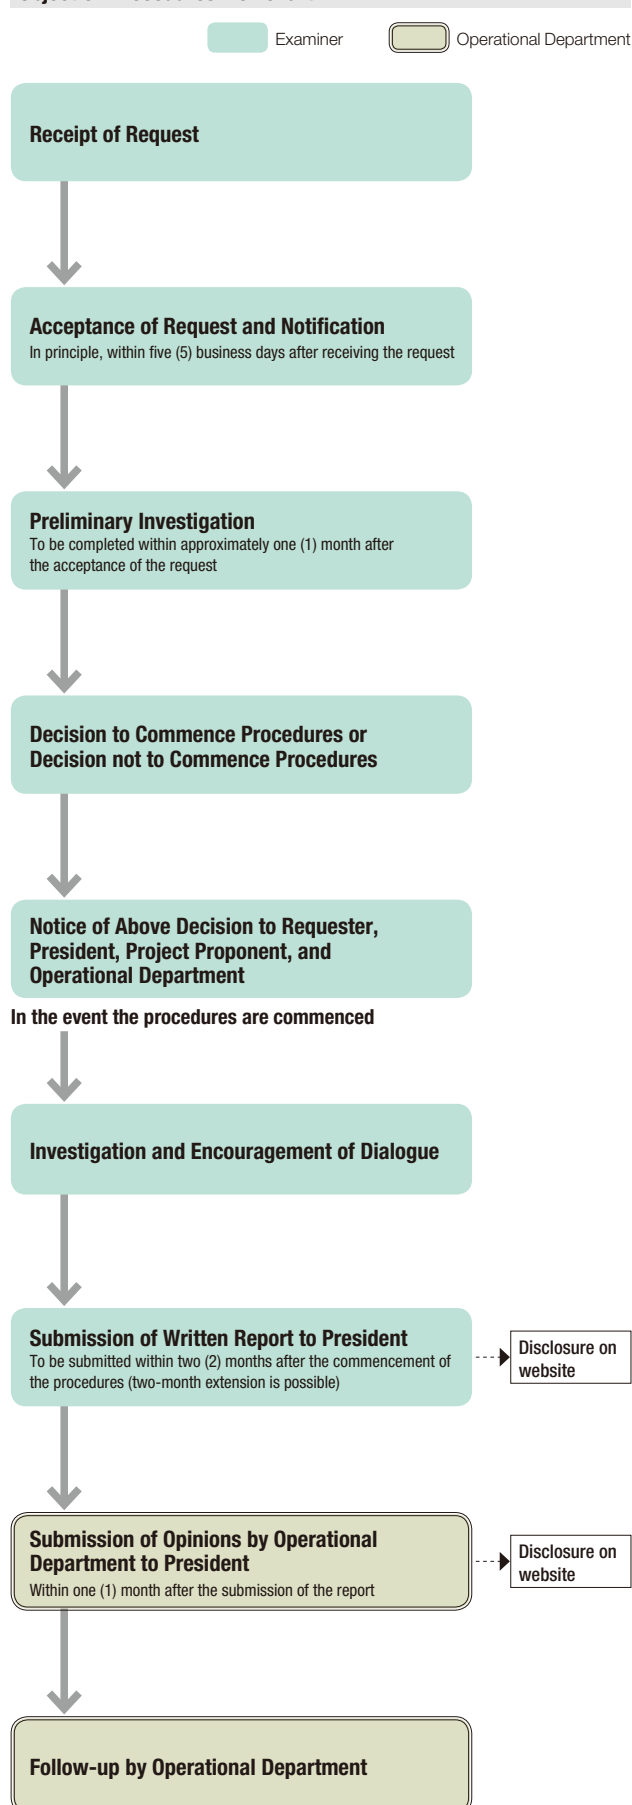 Examiner
Operational Department
Receipt of Request
Acceptance of Request and Notification
In principle, within five (5) business days after receiving the request
Preliminary Investigation
To be completed within approximately one (1) month after
the acceptance of the request
Decision to Commence Procedures or
Decision not to Commence Procedures
Notice of Above Decision to Requester,
President, Project Proponent, and
Operational Department
In the event the procedures are commenced
Investigation and Encouragement of Dialogue
Submission of Written Report to President
To be submitted within two (2) months after the commencement of
the procedures (two-month extension is possible)
Disclosure on
website
Submission of Opinions by Operational
Department to President
Within one (1) month after the submission of the report
Disclosure on
website
Follow-up by Operational Department